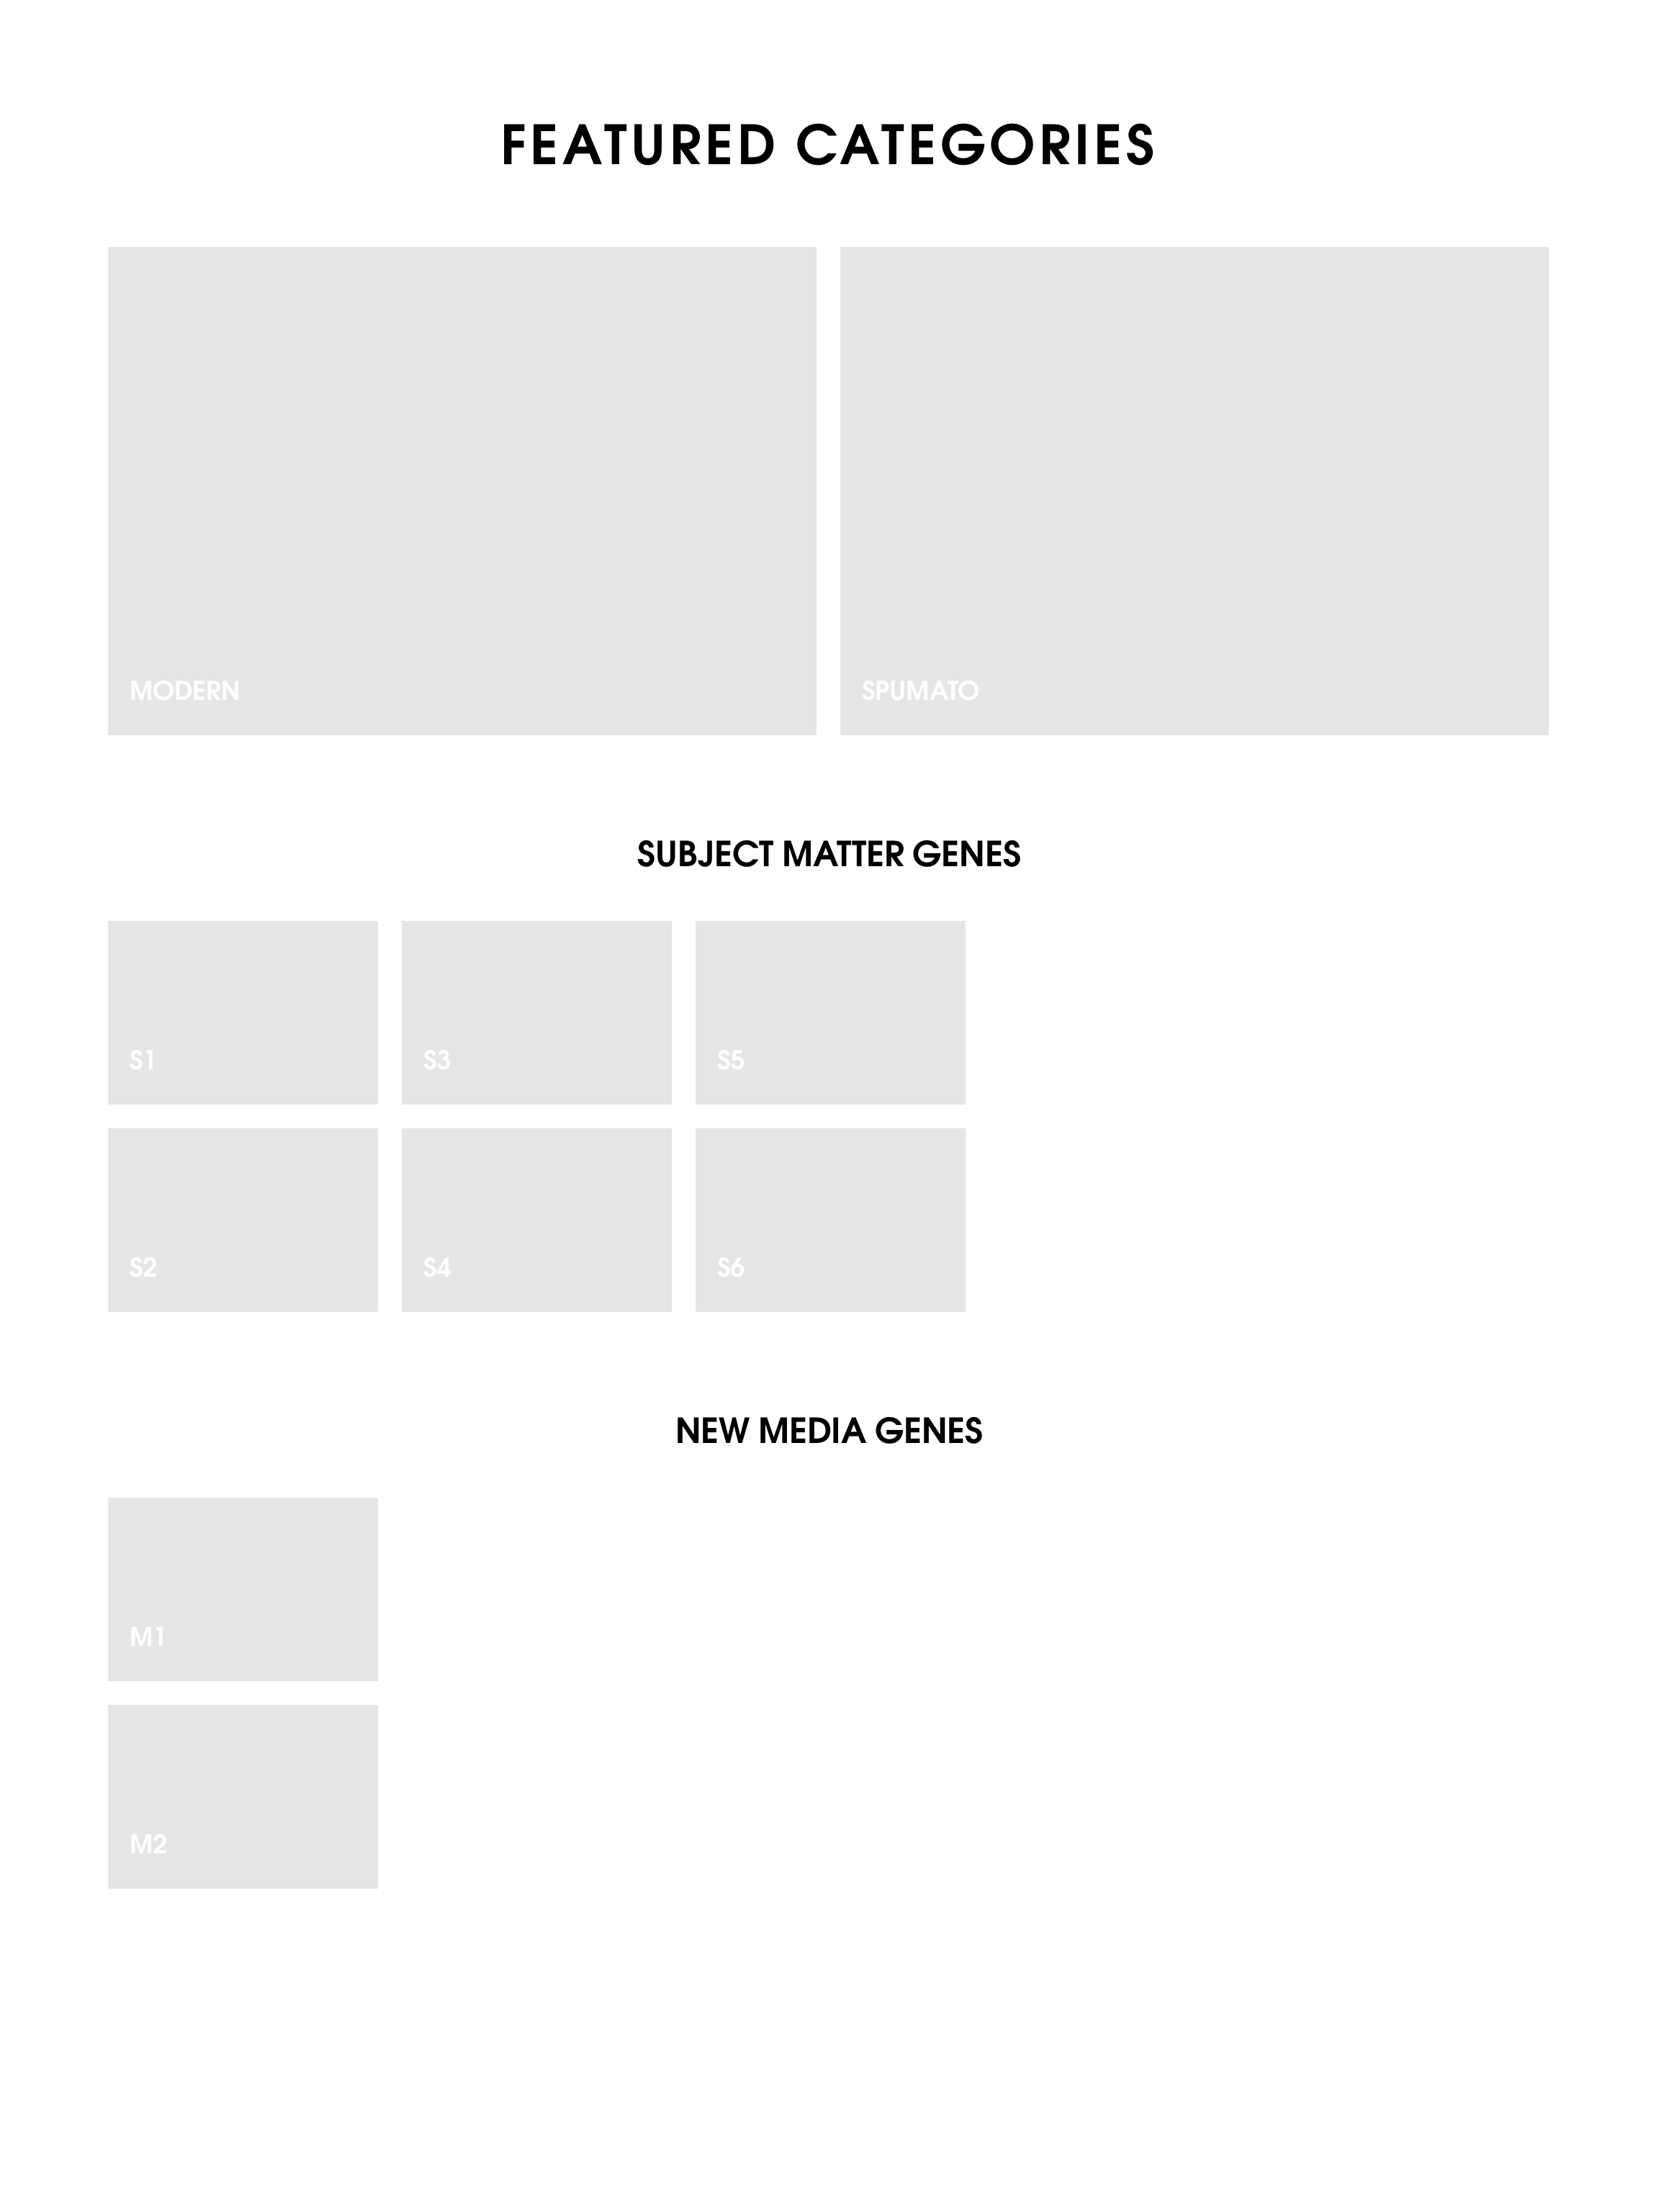 FEATURED CATEGORIES
MODERN
SPUMATO
SUBJECT MATTER GENES
S1
S3
S5
S2
S4
S6
NEW MEDIA GENES
M1
M2